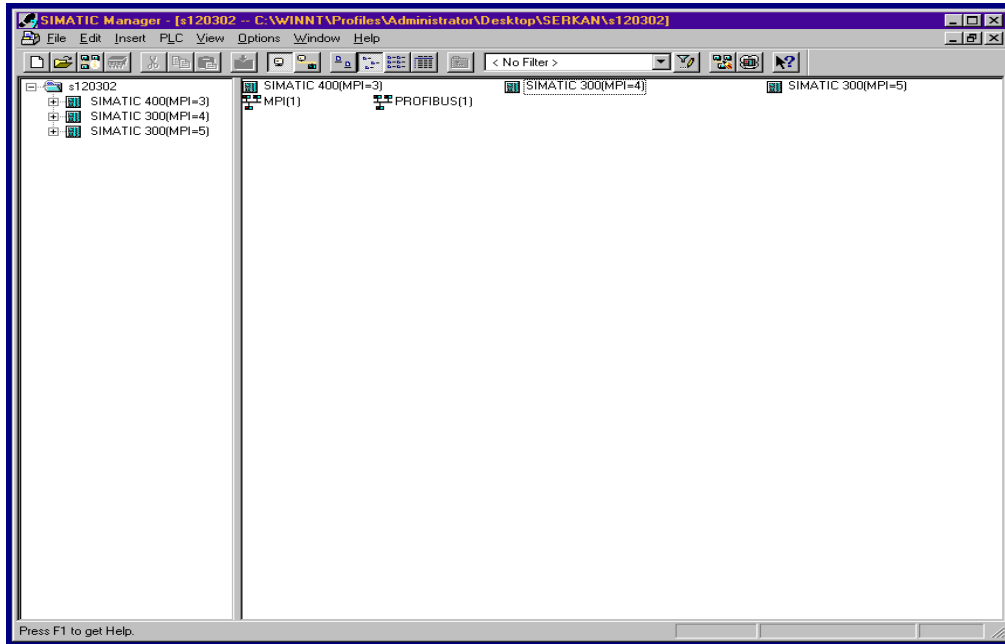 SIMATIC Manager - [s120302 -- C:\WINNT\Profiles\Administrator\Desktop\SERKAN\s120302]
File Edit Insert PLC View Options Window Help
< No Filter >
s120302
SIMATIC 400(MPI=3)
SIMATIC 300(MPI=4)
SIMATIC 300(MPI=5)
SIMATIC 400(MPI=3) SIMATIC 300(MPI=4) SIMATIC 300(MPI=5)
MPI(1) PROFIBUS(1)
Press F1 to get Help.